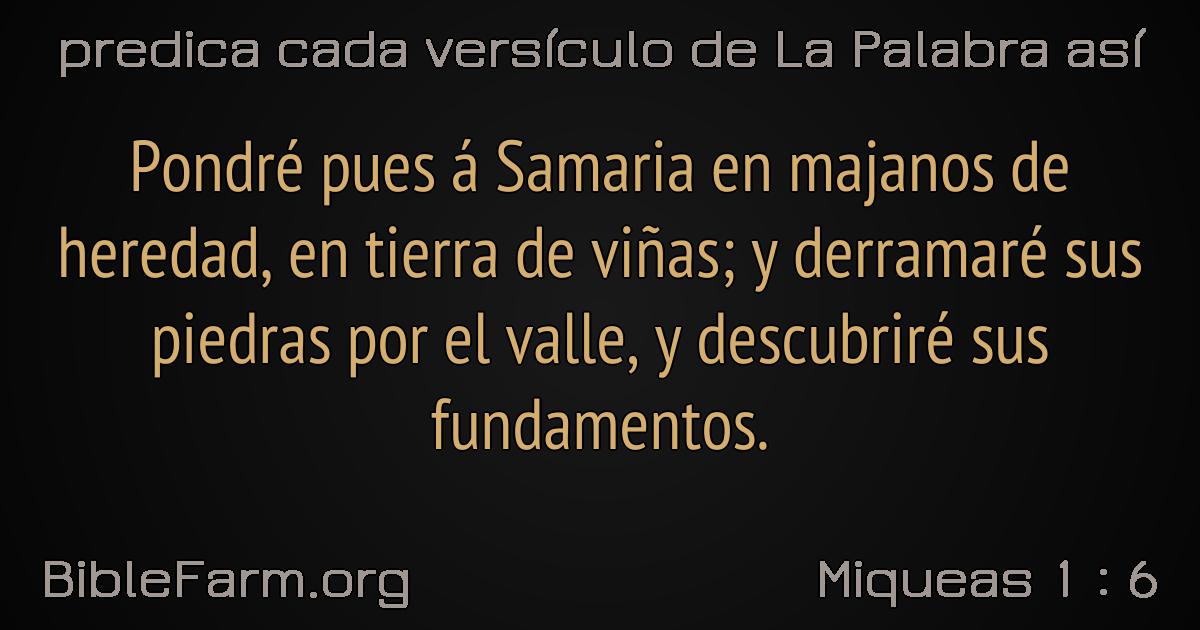 predica cada versículo de La Palabra así
Pondré pues á Samaria en majanos de
heredad, en tierra de viñas; y derramaré sus
piedras por el valle, y descubriré sus
fundamentos.
BibleFarm.org
Miqueas 1 : 6